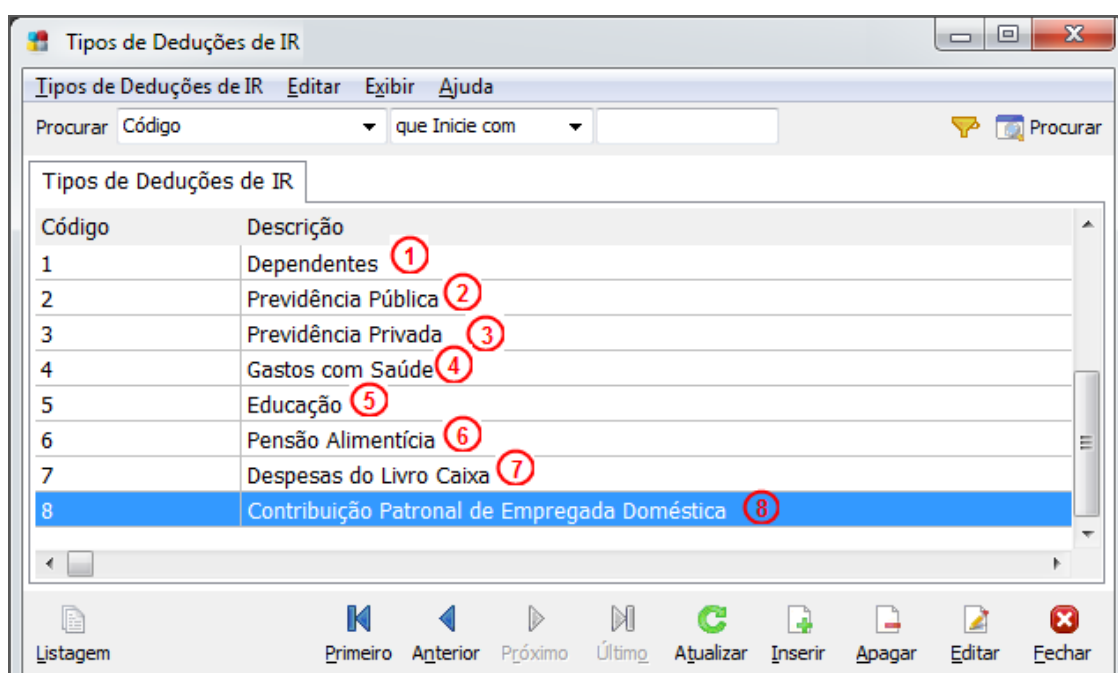 Tipos de Deduções de IR
Tipos de Deduções de IR Editar Exibir Ajuda
Procurar Código que Inicie com Procurar
Tipos de Deduções de IR
Código Descrição
1 Dependentes 1
2 Previdência Pública 2
3 Previdência Privada 3
4 Gastos com Saúde 4
5 Educação 5
6 Pensão Alimentícia 6
7 Despesas do Livro Caixa 7
8 Contribuição Patronal de Empregada Doméstica 8
Listagem Primeiro Anterior Próximo Último Atualizar Inserir Apagar Editar Fechar